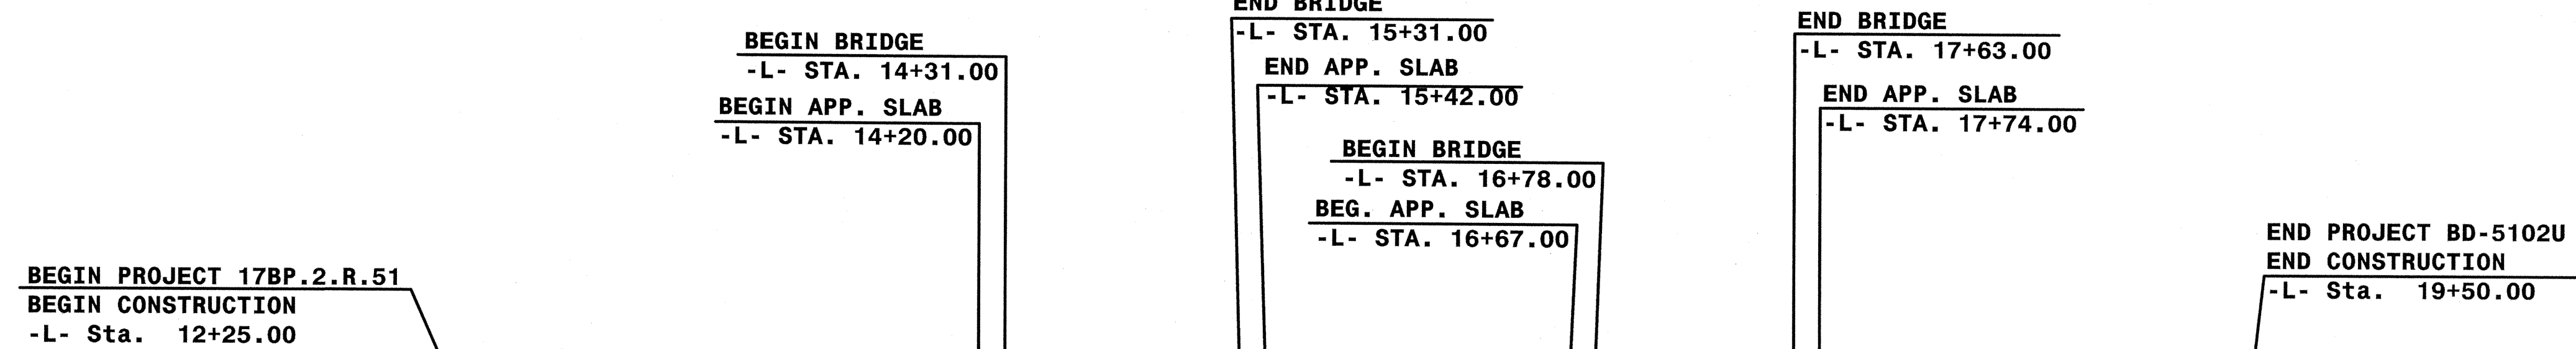 BEGIN PROJECT 17BP.2.R.51
BEGIN CONSTRUCTION
-L- Sta. 12+25.00
BEGIN BRIDGE
-L- STA. 14+31.00
BEGIN APP. SLAB
-L- STA. 14+20.00
END BRIDGE
-L- STA. 15+31.00
END APP. SLAB
-L- STA. 15+42.00
BEGIN BRIDGE
-L- STA. 16+78.00
BEG. APP. SLAB
-L- STA. 16+67.00
END BRIDGE
-L- STA. 17+63.00
END APP. SLAB
-L- STA. 17+74.00
END PROJECT BD-5102U
END CONSTRUCTION
-L- Sta. 19+50.00